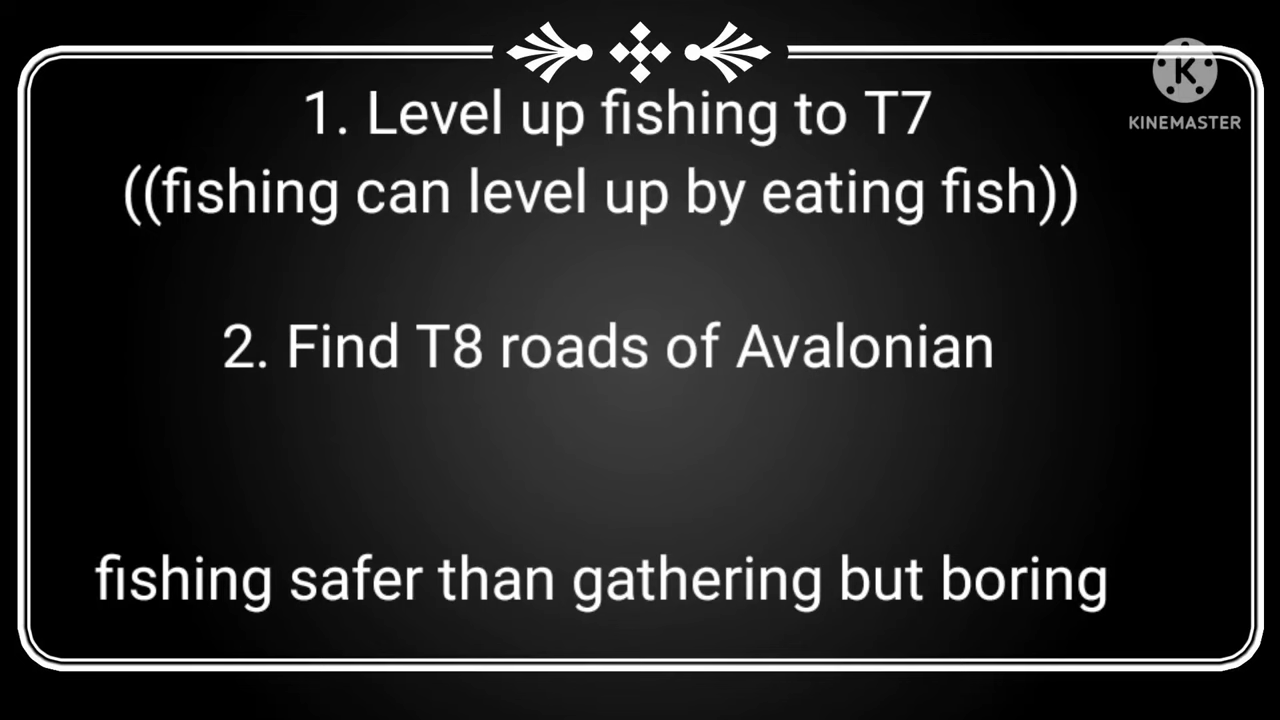 K
KINEMASTER
1. Level up fishing to T7
((fishing can level up by eating fish))
2. Find T8 roads of Avalonian
fishing safer than gathering but boring